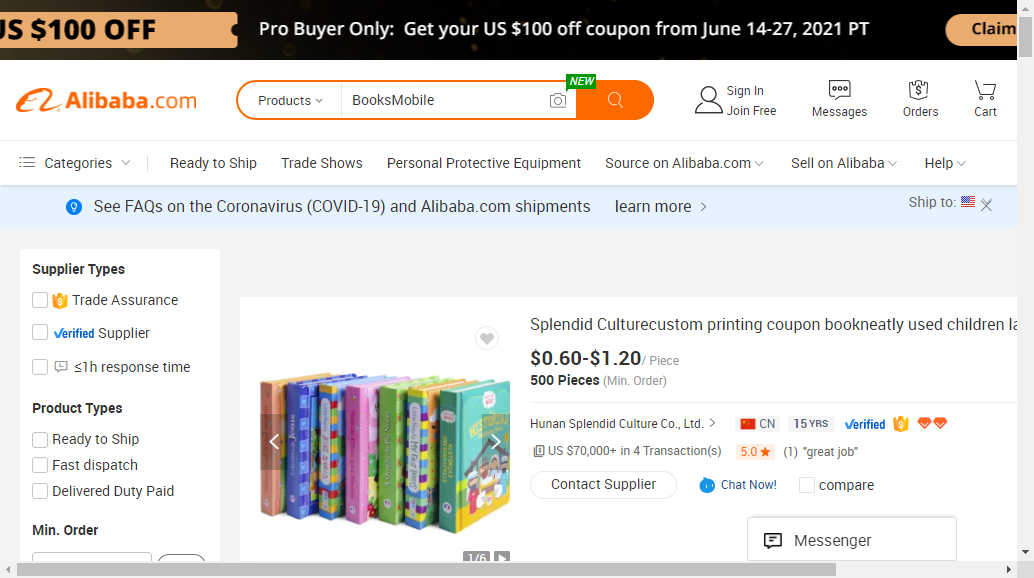 US $100 OFF
Pro Buyer Only: Get your US $100 off coupon from June 14-27, 2021 PT
Claim
Alibaba.com
Products
BooksMobile
NEW
Sign In
Join Free
Messages
Orders
Cart
Categories
Ready to Ship
Trade Shows
Personal Protective Equipment
Source on Alibaba.com
Sell on Alibaba
Help
See FAQs on the Coronavirus (COVID-19) and Alibaba.com shipments
learn more
Ship to:
Supplier Types
Trade Assurance
Verified Supplier
≤1h response time
Product Types
Ready to Ship
Fast dispatch
Delivered Duty Paid
Min. Order
1/6
Splendid Culturecustom printing coupon bookneatly used children la
$0.60-$1.20/ Piece
500 Pieces (Min. Order)
Hunan Splendid Culture Co., Ltd.
CN
15 YRS
Verified
US $70,000+ in 4 Transaction(s)
5.0
(1) "great job"
Contact Supplier
Chat Now!
compare
Messenger